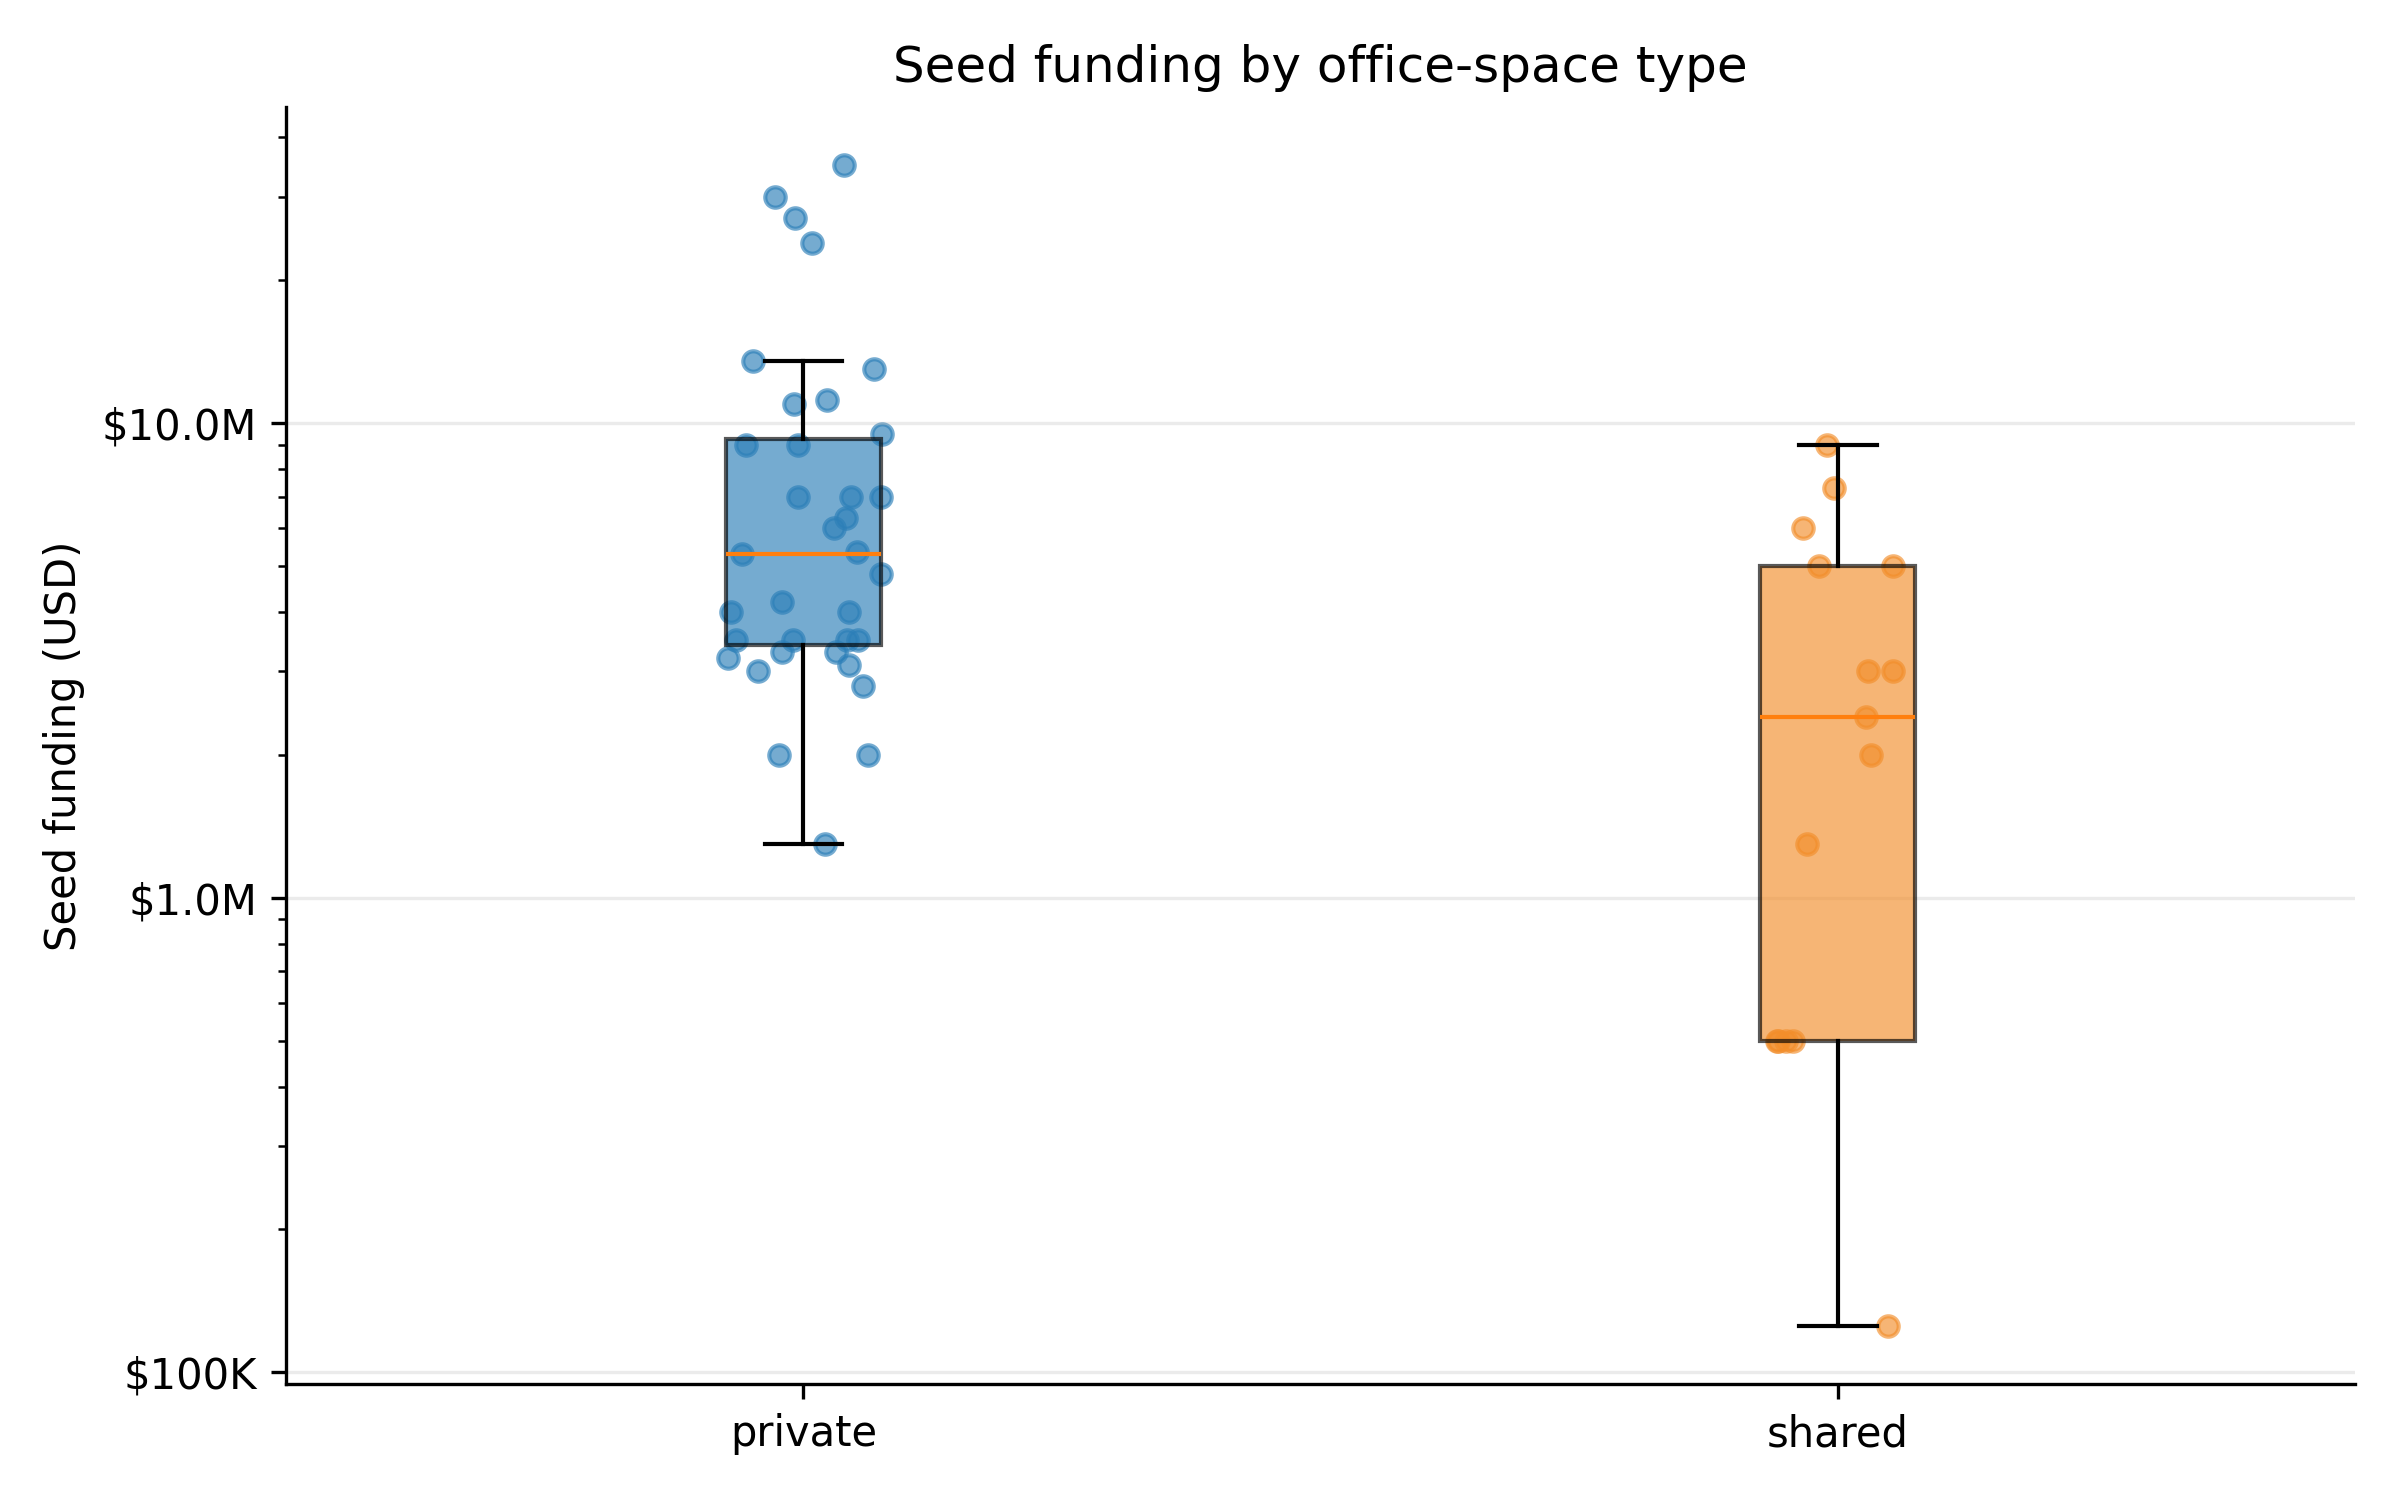 Seed funding by office-space type
Seed funding (USD)
$10.0M
$1.0M
$100K
private
shared